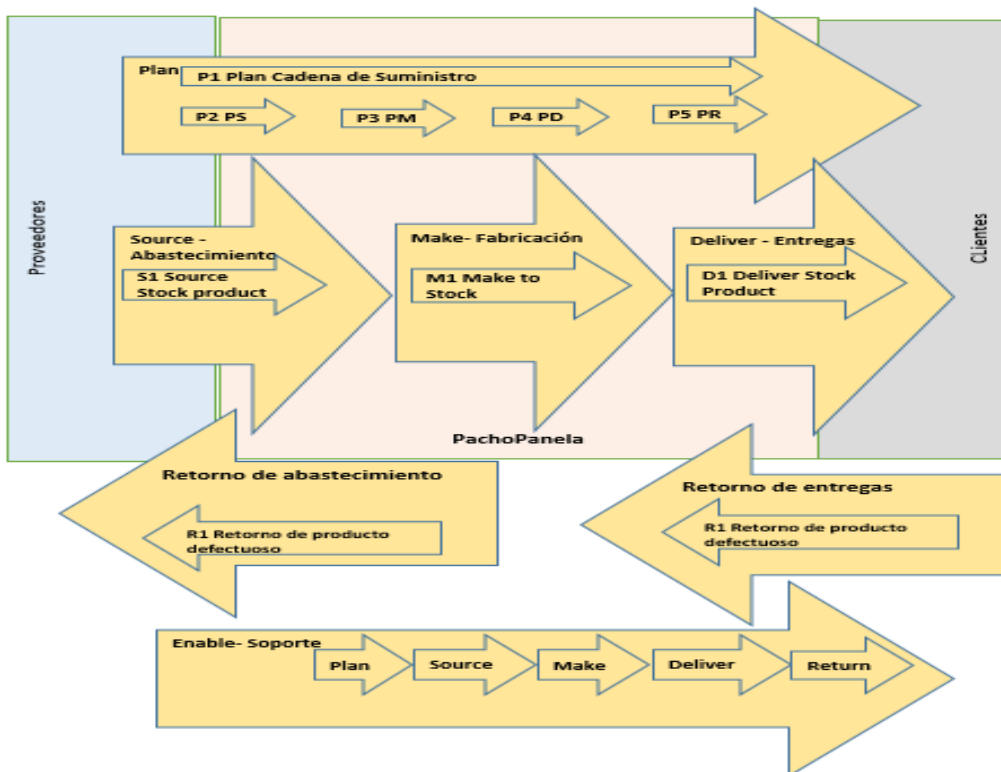 Plan
P1 Plan Cadena de Suministro
P2 PS
P3 PM
P4 PD
P5 PR
Proveedores
Source -
Abastecimiento
S1 Source
Stock product
Make- Fabricación
M1 Make to
Stock
Deliver - Entregas
D1 Deliver Stock
Product
CLientes
PachoPanela
Retorno de abastecimiento
R1 Retorno de producto
defectuoso
Retorno de entregas
R1 Retorno de producto
defectuoso
Enable- Soporte
Plan
Source
Make
Deliver
Return